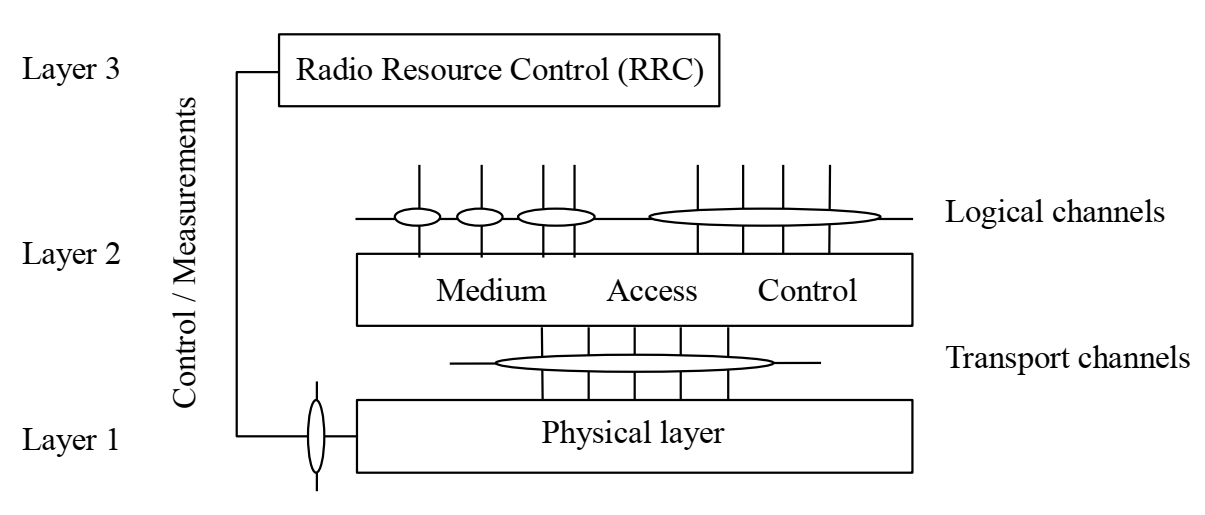 Layer 3
Radio Resource Control (RRC)
Control / Measurements
Logical channels
Layer 2
Medium Access Control
Transport channels
Layer 1
Physical layer